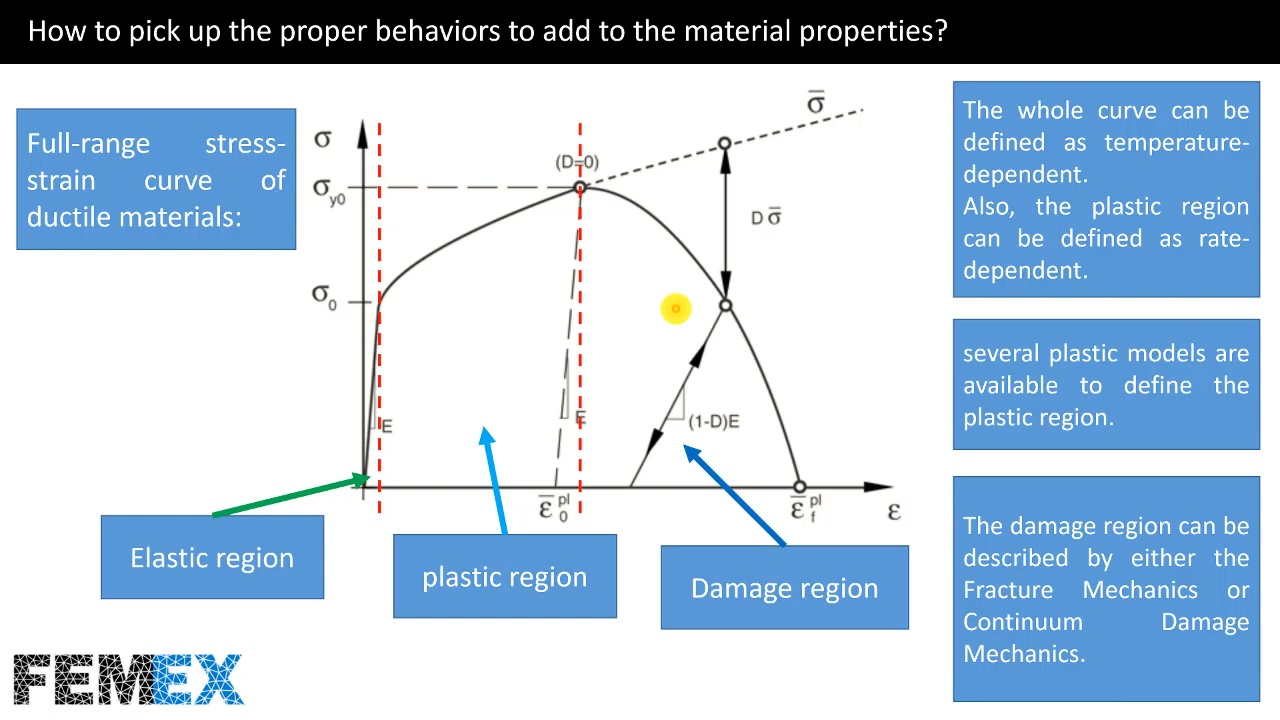 How to pick up the proper behaviors to add to the material properties?
Full-range stress-
strain curve of
ductile materials:
σ
σy0
σ0
(D=0)
σ̅
D σ̅
E
E
(1-D)E
ε̅ pl 0
ε̅ pl f
ε
Elastic region
plastic region
Damage region
The whole curve can be
defined as temperature-
dependent.
Also, the plastic region
can be defined as rate-
dependent.
several plastic models are
available to define the
plastic region.
The damage region can be
described by either the
Fracture Mechanics or
Continuum Damage
Mechanics.
FEMEX